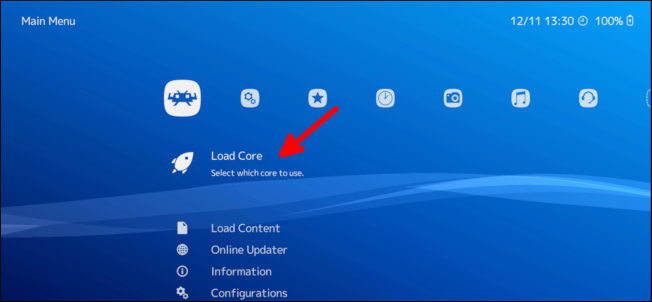 Main Menu
12/11 13:30 100%
Load Core
Select which core to use.
Load Content
Online Updater
Information
Configurations